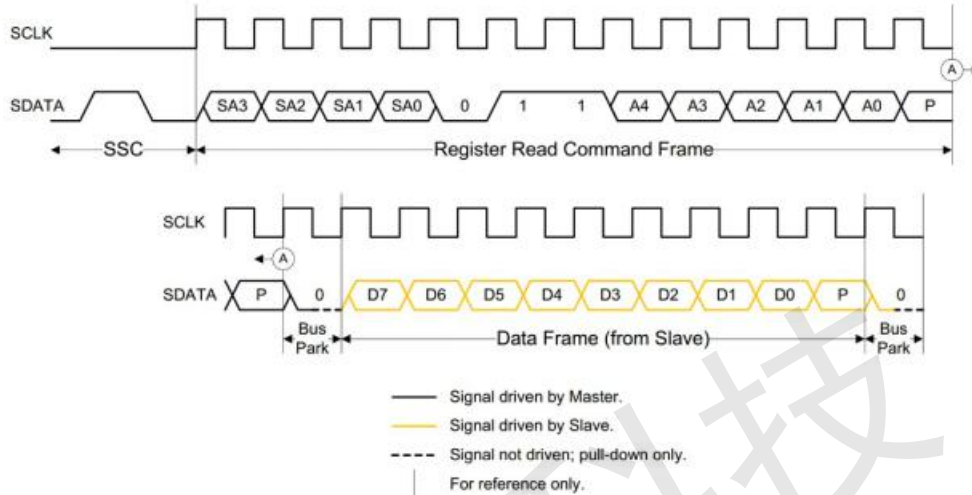 SCLK
A
SDATA SA3 SA2 SA1 SA0 0 1 1 A4 A3 A2 A1 A0 P
SSC Register Read Command Frame
SCLK
A
SDATA P 0 D7 D6 D5 D4 D3 D2 D1 D0 P 0
Bus Park Data Frame (from Slave) Bus Park
Signal driven by Master.
Signal driven by Slave.
Signal not driven; pull-down only.
For reference only.
科技